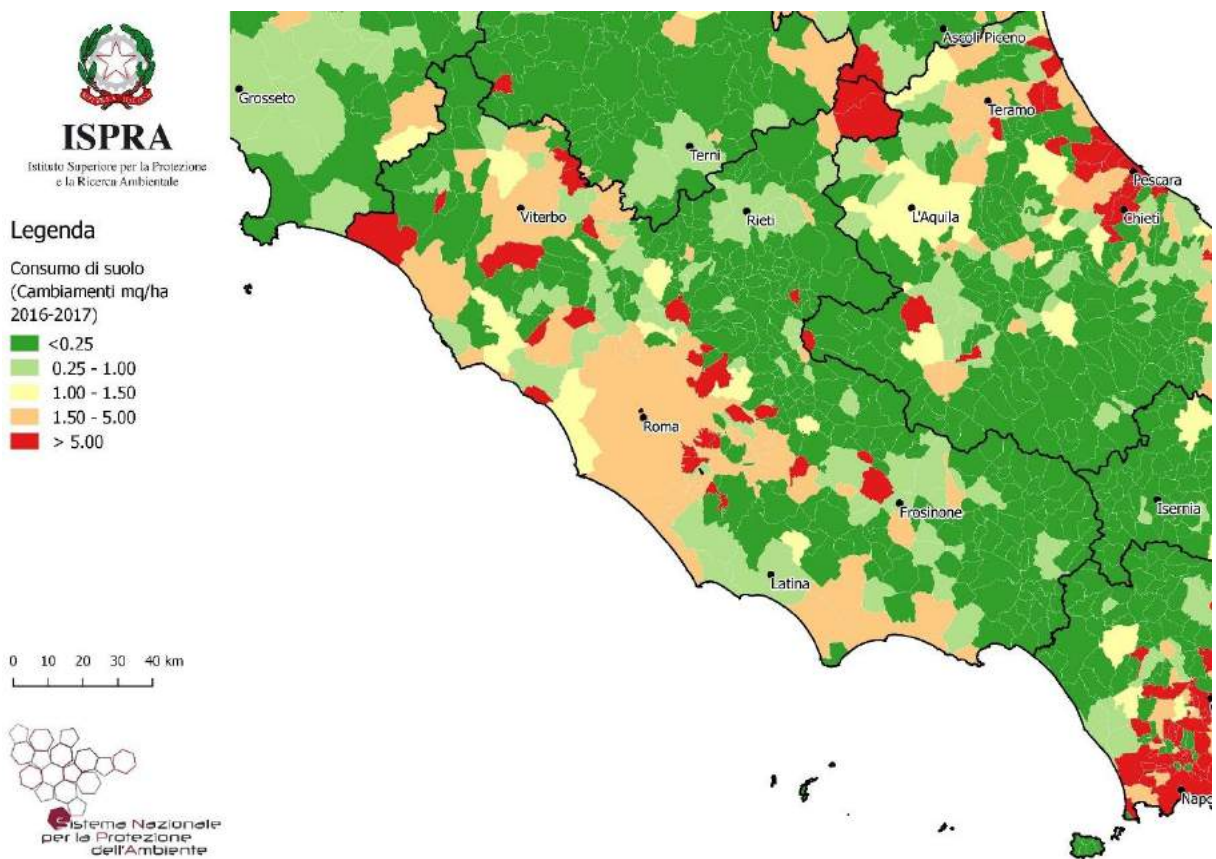 ISPRA
Istituto Superiore per la Protezione
e la Ricerca Ambientale
Legenda
Consumo di suolo
(Cambiamenti mq/ha
2016-2017)
<0.25
0.25 - 1.00
1.00 - 1.50
1.50 - 5.00
> 5.00
0 10 20 30 40 km
Sistema Nazionale
per la Protezione
dell'Ambiente
Ascoli Piceno
Grosseto
Teramo
Terni
Pescara
Viterbo
Rieti
L'Aquila
Chieti
Roma
Frosinone
Isernia
Latina
Napo